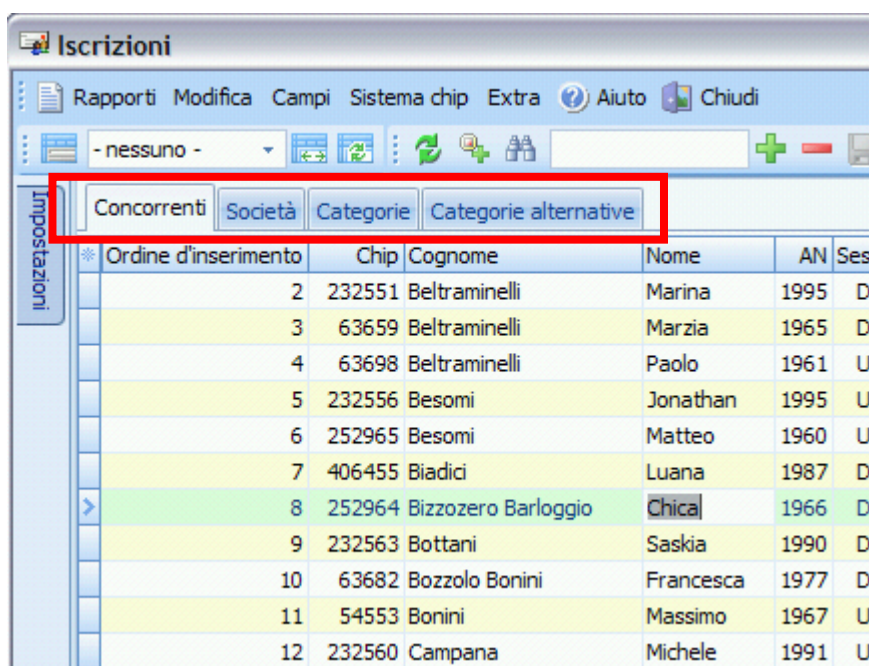 Iscrizioni
Rapporti Modifica Campi Sistema chip Extra Aiuto Chiudi
- nessuno -
Impostazioni
Concorrenti Società Categorie Categorie alternative
Ordine d'inserimento Chip Cognome Nome AN Ses
2 232551 Beltraminelli Marina 1995 D
3 63659 Beltraminelli Marzia 1965 D
4 63698 Beltraminelli Paolo 1961 U
5 232556 Besomi Jonathan 1995 U
6 252965 Besomi Matteo 1960 U
7 406455 Biadici Luana 1987 D
8 252964 Bizzozero Barloggio Chica 1966 D
9 232563 Bottani Saskia 1990 D
10 63682 Bozzolo Bonini Francesca 1977 D
11 54553 Bonini Massimo 1967 U
12 232560 Campana Michele 1991 U